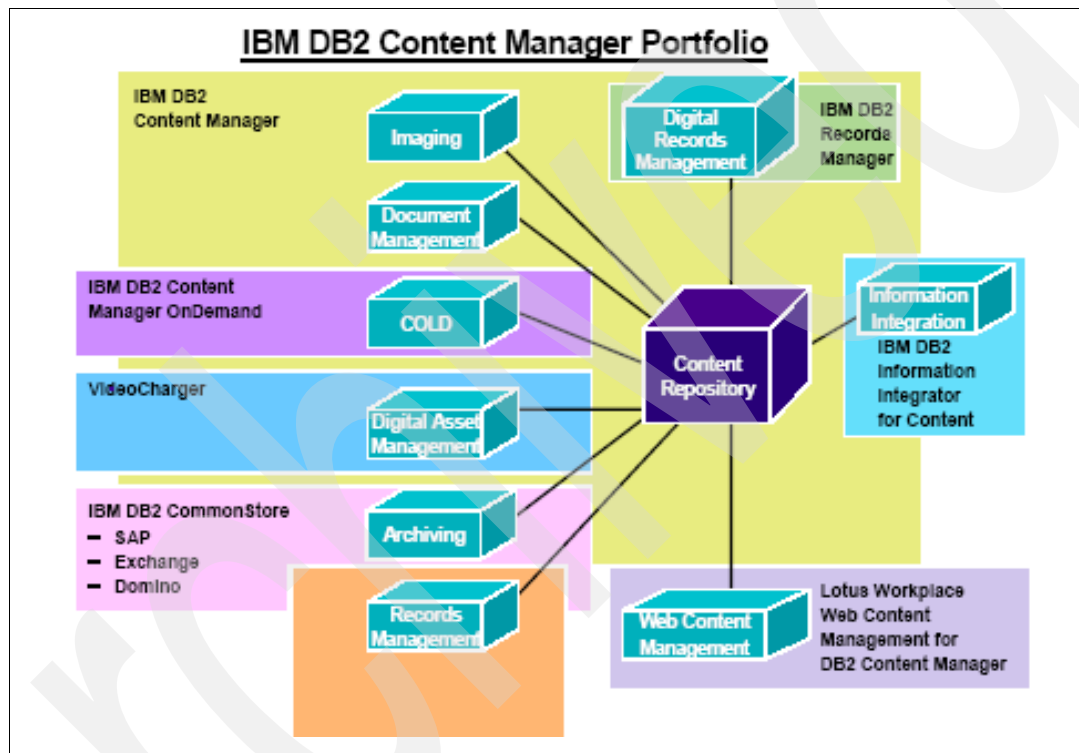 IBM DB2 Content Manager Portfolio
IBM DB2
Content Manager
Imaging
Document
Management
Digital
Records
Management
IBM DB2
Records
Manager
IBM DB2 Content
Manager OnDemand
COLD
Content
Repository
Information
Integration
IBM DB2
Information
Integrator
for Content
VideoCharger
Digital Asset
Management
IBM DB2 CommonStore
– SAP
– Exchange
– Domino
Archiving
Records
Management
Web Content
Management
Lotus Workplace
Web Content
Management for
DB2 Content Manager